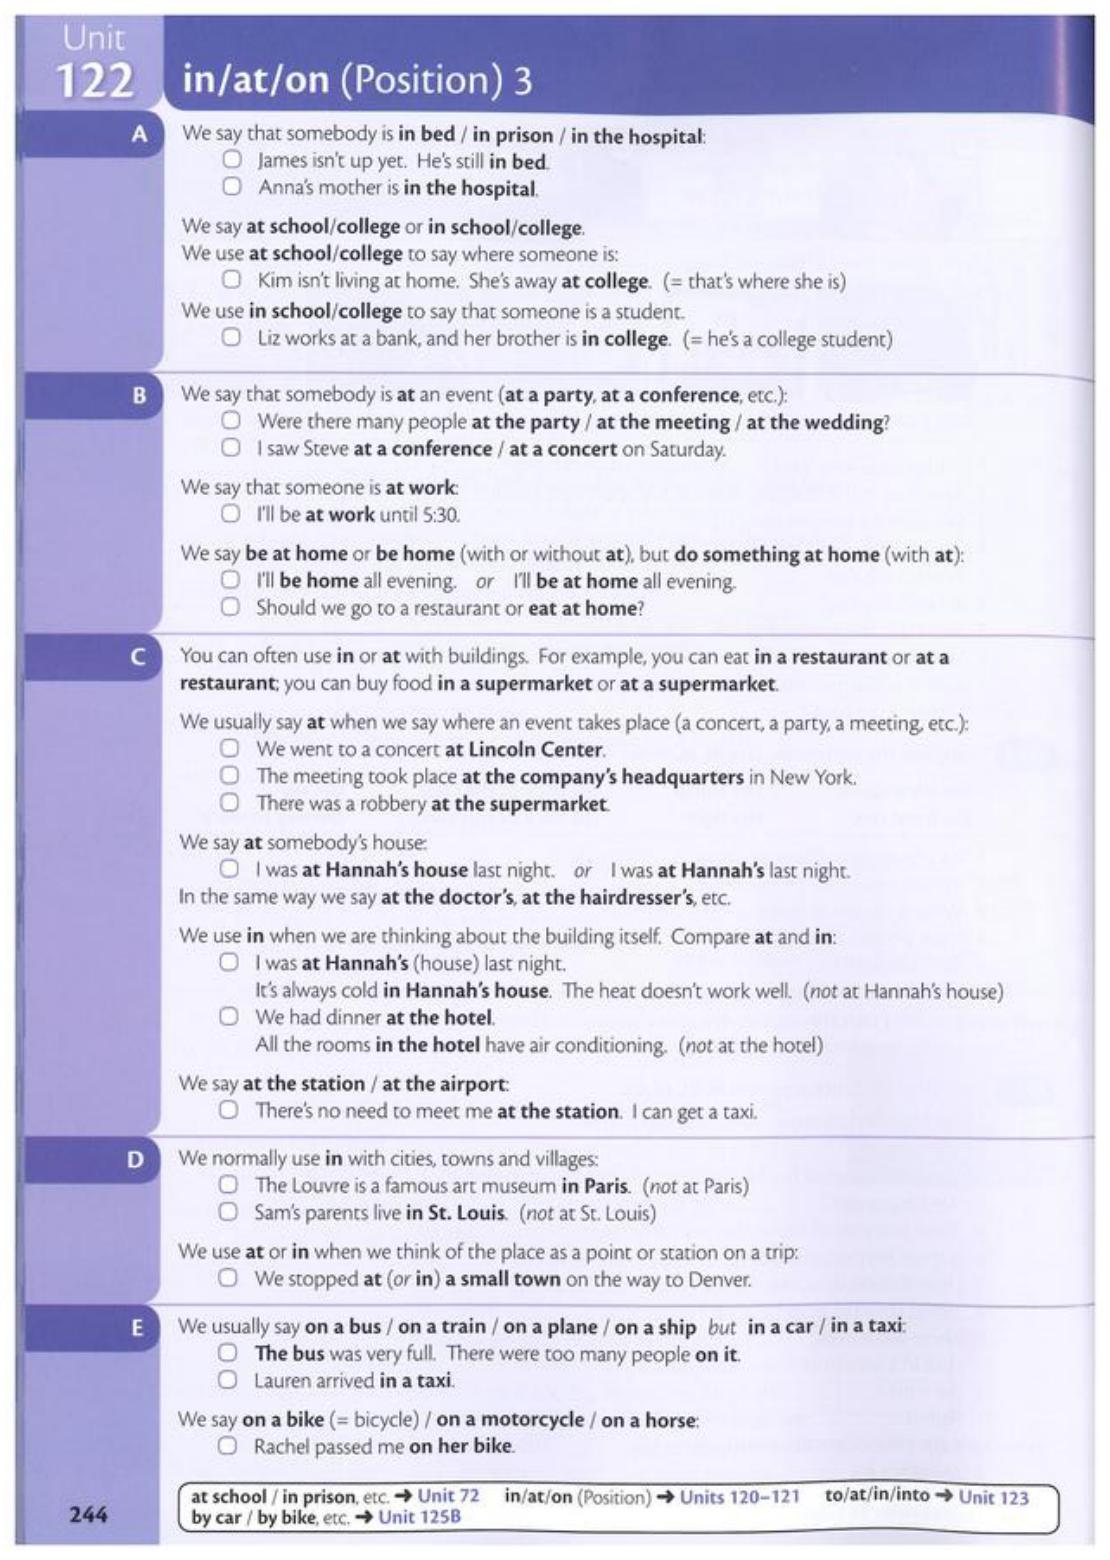 Unit
122
in/at/on (Position) 3
A
We say that somebody is in bed / in prison / in the hospital:
James isn't up yet. He's still in bed.
Anna's mother is in the hospital.
We say at school/college or in school/college.
We use at school/college to say where someone is:
Kim isn't living at home. She's away at college. (= that's where she is)
We use in school/college to say that someone is a student.
Liz works at a bank, and her brother is in college. (= he's a college student)
B
We say that somebody is at an event (at a party, at a conference, etc.):
Were there many people at the party / at the meeting / at the wedding?
I saw Steve at a conference / at a concert on Saturday.
We say that someone is at work:
I'll be at work until 5:30.
We say be at home or be home (with or without at), but do something at home (with at):
I'll be home all evening. or I'll be at home all evening.
Should we go to a restaurant or eat at home?
C
You can often use in or at with buildings. For example, you can eat in a restaurant or at a
restaurant; you can buy food in a supermarket or at a supermarket.
We usually say at when we say where an event takes place (a concert, a party, a meeting, etc.):
We went to a concert at Lincoln Center.
The meeting took place at the company's headquarters in New York.
There was a robbery at the supermarket.
We say at somebody's house:
I was at Hannah's house last night. or I was at Hannah's last night.
In the same way we say at the doctor's, at the hairdresser's, etc.
We use in when we are thinking about the building itself. Compare at and in:
I was at Hannah's (house) last night.
It's always cold in Hannah's house. The heat doesn't work well. (not at Hannah's house)
We had dinner at the hotel.
All the rooms in the hotel have air conditioning. (not at the hotel)
We say at the station / at the airport:
There's no need to meet me at the station. I can get a taxi.
D
We normally use in with cities, towns and villages:
The Louvre is a famous art museum in Paris. (not at Paris)
Sam's parents live in St. Louis. (not at St. Louis)
We use at or in when we think of the place as a point or station on a trip:
We stopped at (or in) a small town on the way to Denver.
E
We usually say on a bus / on a train / on a plane / on a ship but in a car / in a taxi:
The bus was very full. There were too many people on it.
Lauren arrived in a taxi.
We say on a bike (= bicycle) / on a motorcycle / on a horse:
Rachel passed me on her bike.
244
at school / in prison, etc. ➔ Unit 72 in/at/on (Position) ➔ Units 120–121 to/at/in/into ➔ Unit 123
by car / by bike, etc. ➔ Unit 125B